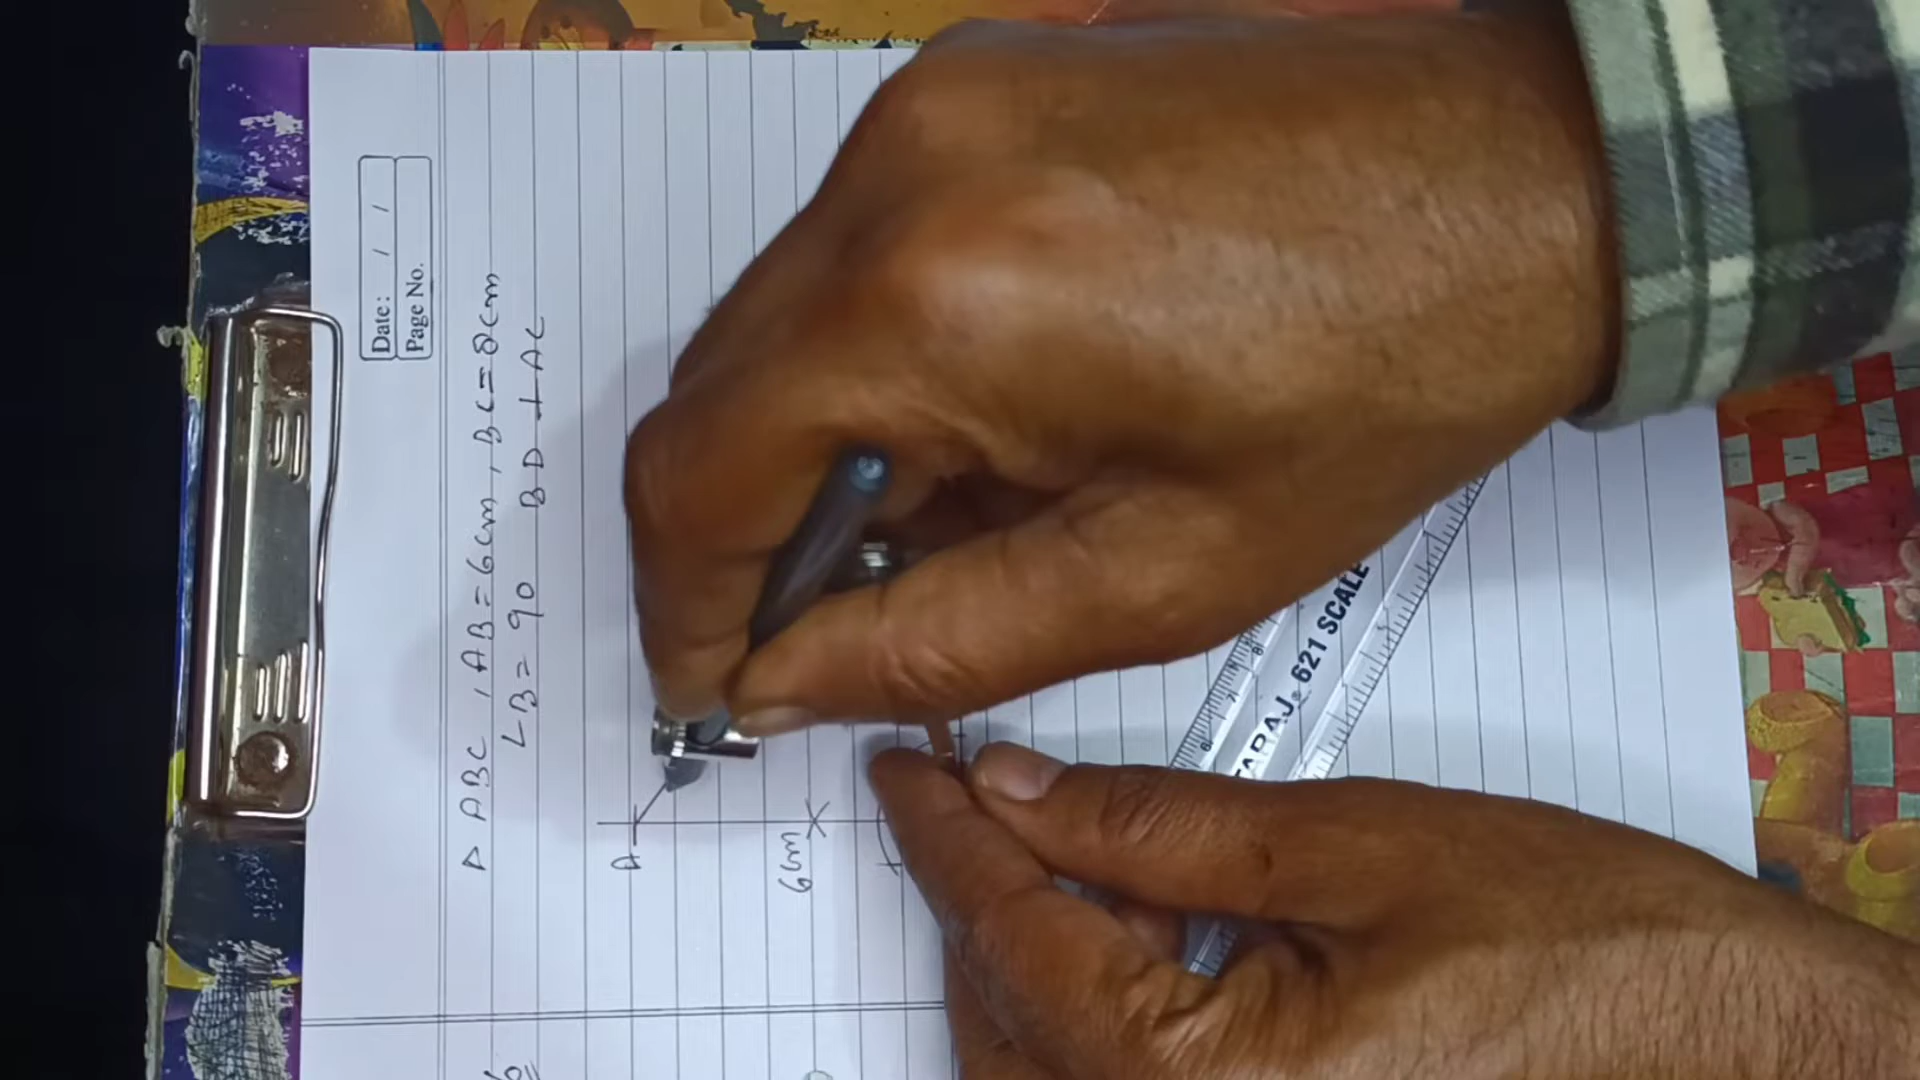 Date: / /
Page No.
△ ABC, AB = 6cm, BC = 8cm
∠B = 90 BD ⊥ AC
A
6cm
621 SCALE